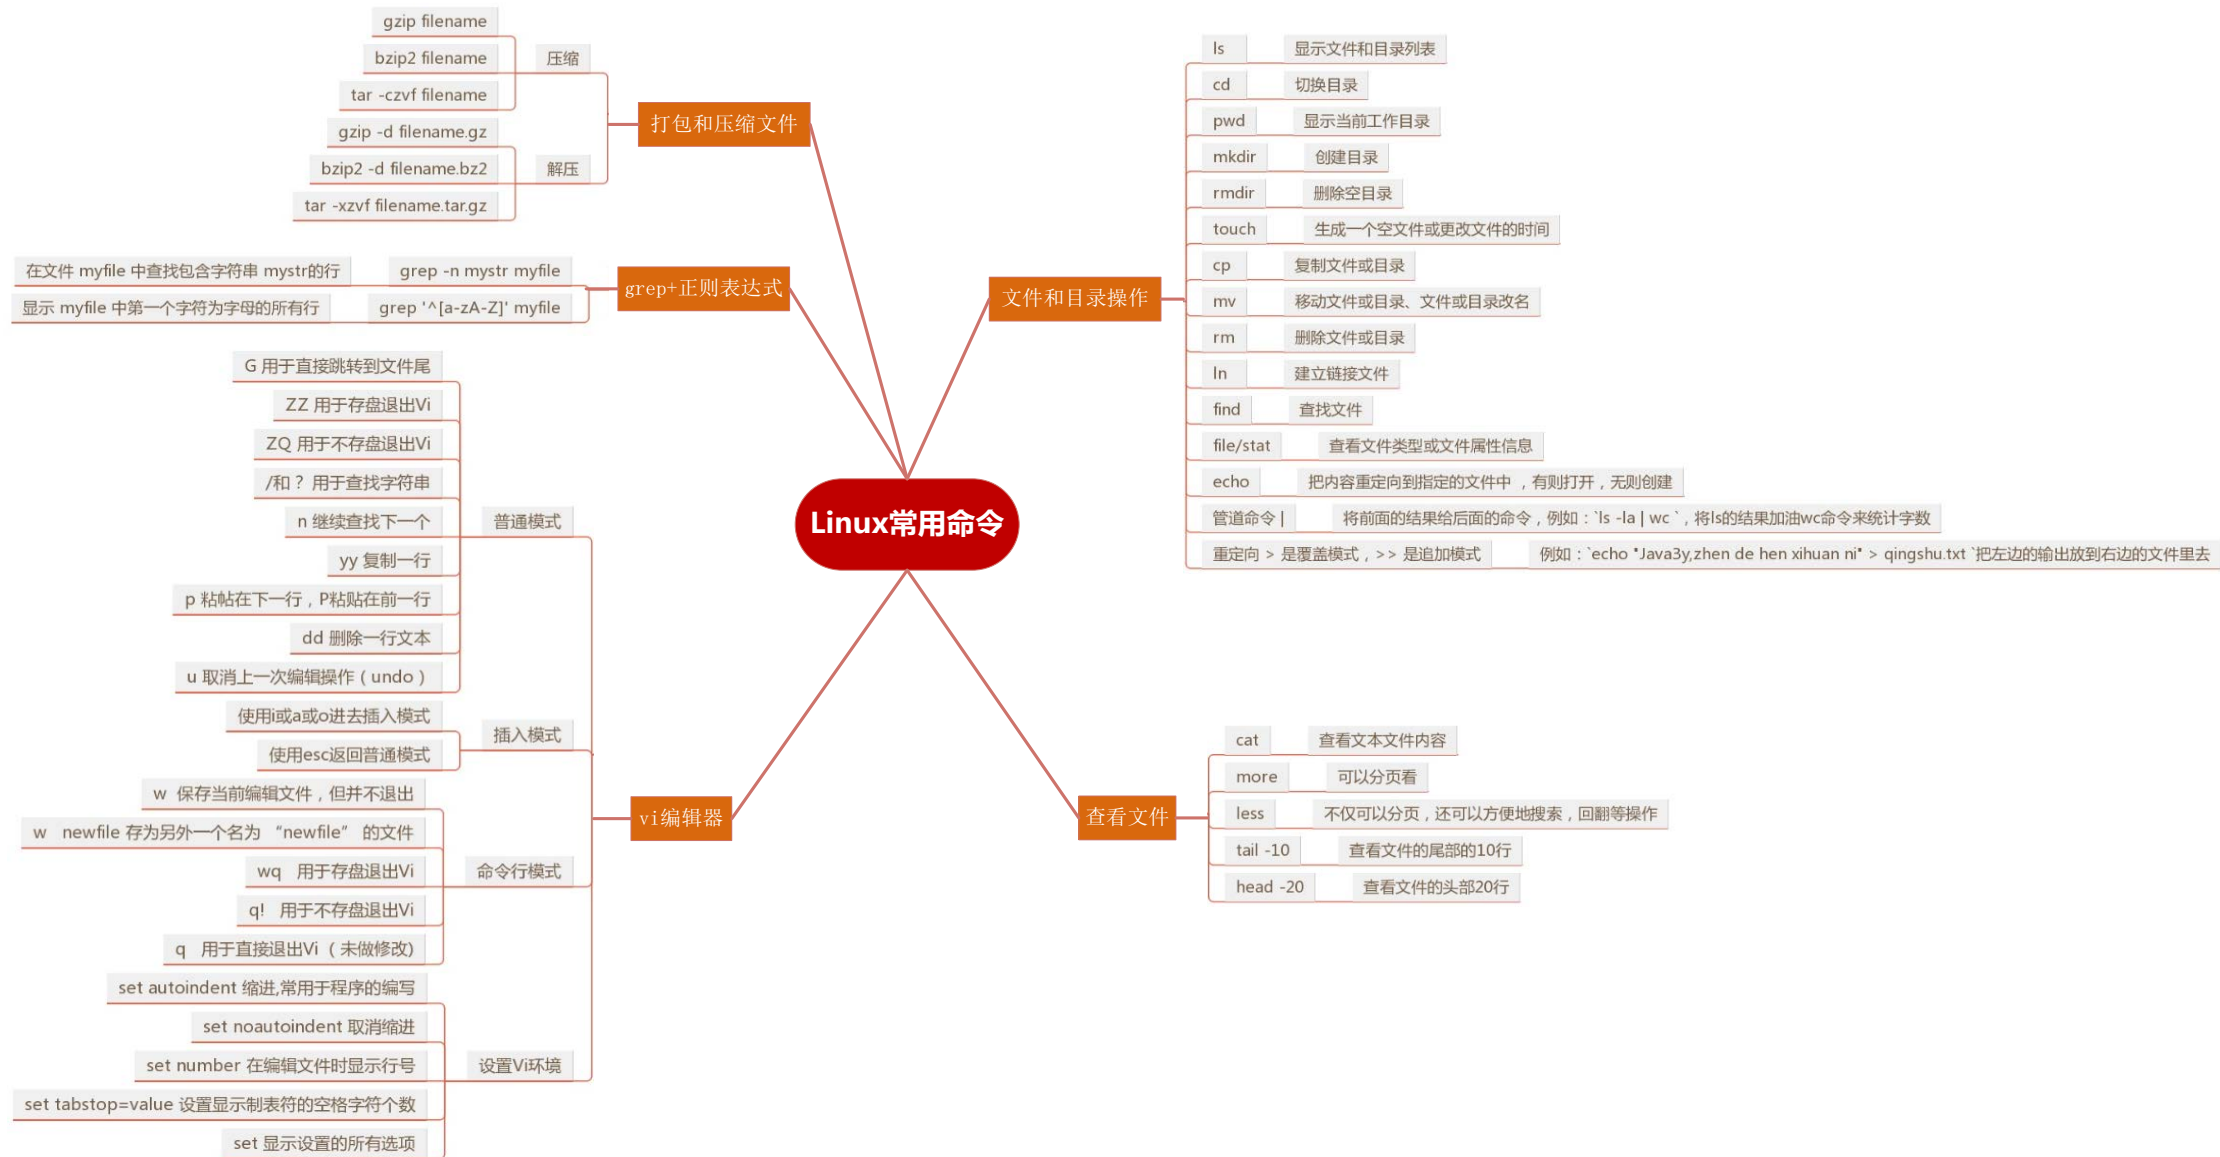 Linux常用命令
打包和压缩文件
压缩
gzip filename
bzip2 filename
tar -czvf filename
解压
gzip -d filename.gz
bzip2 -d filename.bz2
tar -xzvf filename.tar.gz
grep+正则表达式
grep -n mystr myfile
在文件 myfile 中查找包含字符串 mystr的行
grep '^[a-zA-Z]' myfile
显示 myfile 中第一个字符为字母的所有行
vi编辑器
普通模式
G 用于直接跳转到文件尾
ZZ 用于存盘退出Vi
ZQ 用于不存盘退出Vi
/和？ 用于查找字符串
n 继续查找下一个
yy 复制一行
p 粘帖在下一行，P粘贴在前一行
dd 删除一行文本
u 取消上一次编辑操作（undo）
插入模式
使用i或a或o进去插入模式
使用esc返回普通模式
命令行模式
w 保存当前编辑文件，但并不退出
w newfile 存为另外一个名为 “newfile” 的文件
wq 用于存盘退出Vi
q! 用于不存盘退出Vi
q 用于直接退出Vi （未做修改)
设置Vi环境
set autoindent 缩进,常用于程序的编写
set noautoindent 取消缩进
set number 在编辑文件时显示行号
set tabstop=value 设置显示制表符的空格字符个数
set 显示设置的所有选项
文件和目录操作
ls 显示文件和目录列表
cd 切换目录
pwd 显示当前工作目录
mkdir 创建目录
rmdir 删除空目录
touch 生成一个空文件或更改文件的时间
cp 复制文件或目录
mv 移动文件或目录、文件或目录改名
rm 删除文件或目录
ln 建立链接文件
find 查找文件
file/stat 查看文件类型或文件属性信息
echo 把内容重定向到指定的文件中 ，有则打开，无则创建
管道命令 | 将前面的结果给后面的命令，例如：`ls -la | wc `，将ls的结果加油wc命令来统计字数
重定向 > 是覆盖模式，>> 是追加模式 例如：`echo "Java3y,zhen de hen xihuan ni" > qingshu.txt `把左边的输出放到右边的文件里去
查看文件
cat 查看文本文件内容
more 可以分页看
less 不仅可以分页，还可以方便地搜索，回翻等操作
tail -10 查看文件的尾部的10行
head -20 查看文件的头部20行